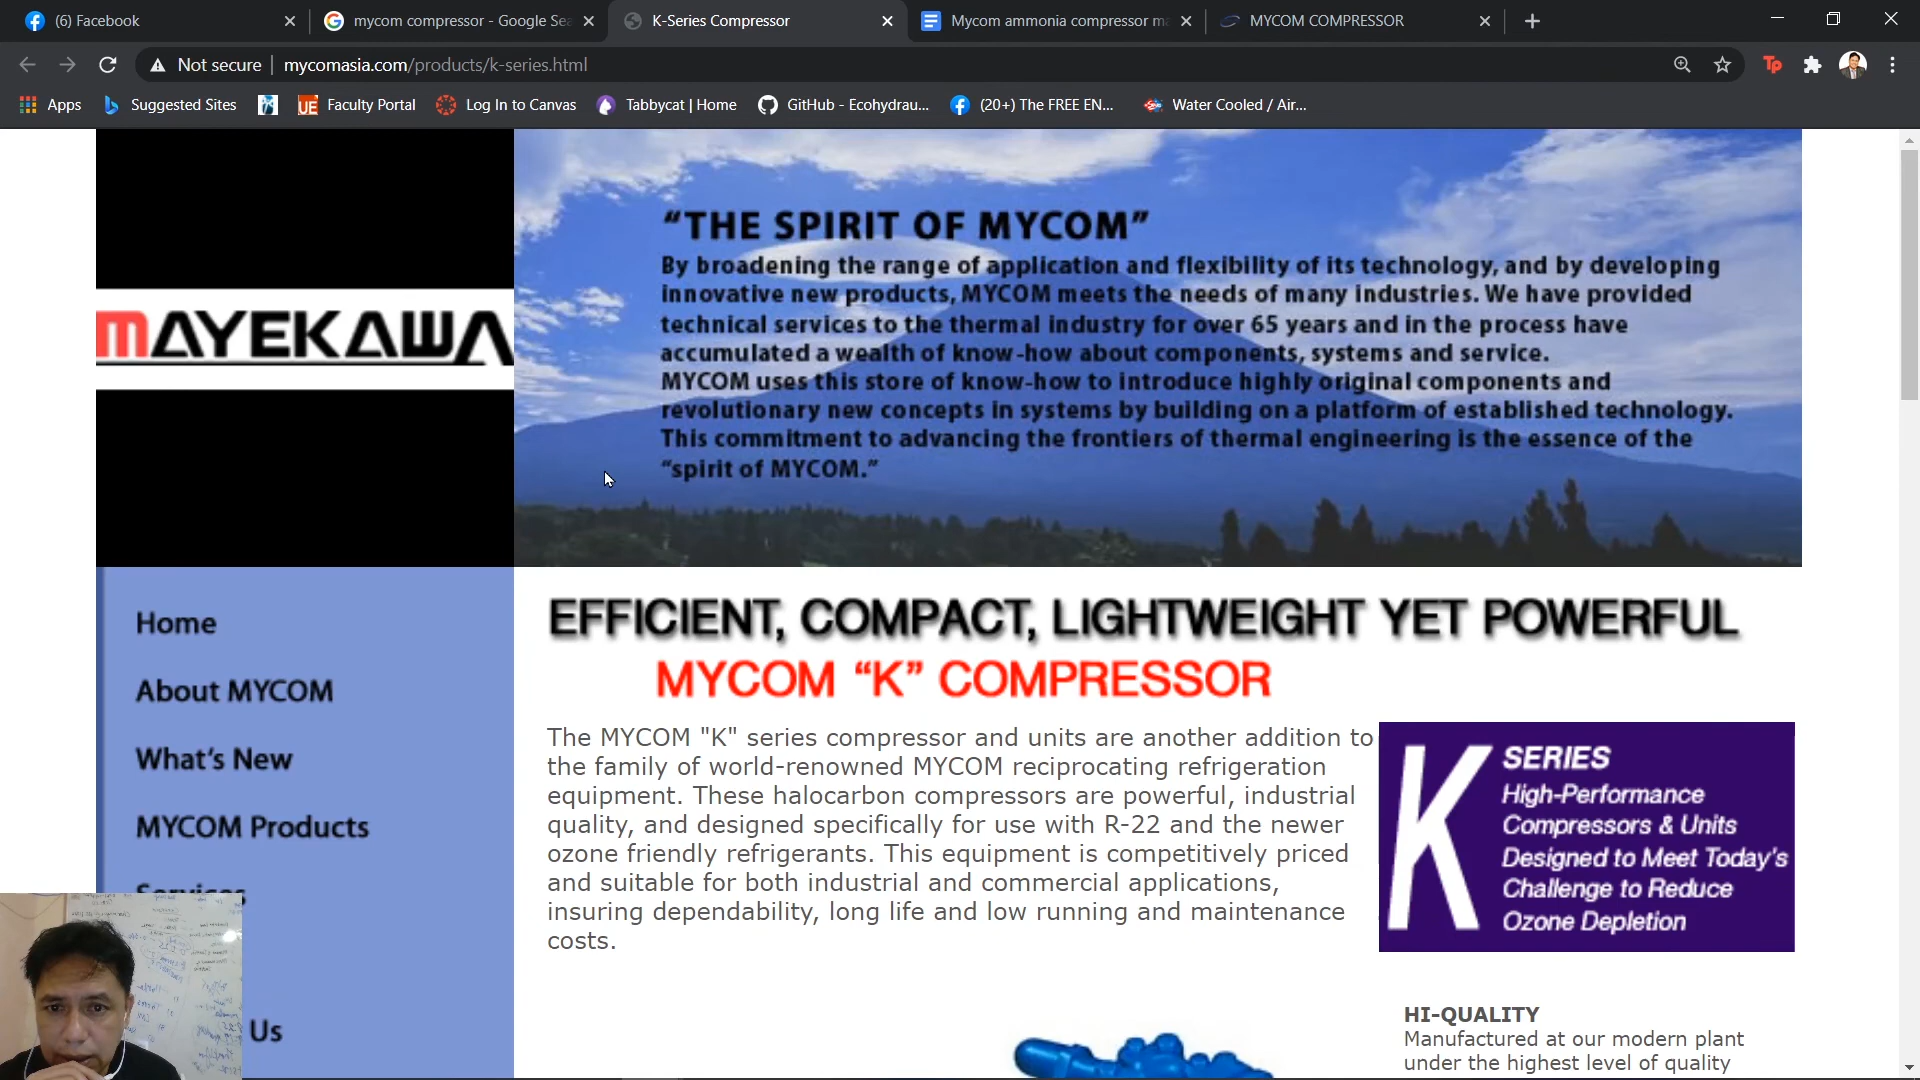 (6) Facebook
mycom compressor - Google Sea
K-Series Compressor
Mycom ammonia compressor ma
MYCOM COMPRESSOR
Not secure
mycomasia.com/products/k-series.html
Apps
Suggested Sites
UE Faculty Portal
Log In to Canvas
Tabbycat | Home
GitHub - Ecohydrau...
(20+) The FREE EN...
Water Cooled / Air...
Tp
MAYEKAWA
“THE SPIRIT OF MYCOM”
By broadening the range of application and flexibility of its technology, and by developing
innovative new products, MYCOM meets the needs of many industries. We have provided
technical services to the thermal industry for over 65 years and in the process have
accumulated a wealth of know-how about components, systems and service.
MYCOM uses this store of know-how to introduce highly original components and
revolutionary new concepts in systems by building on a platform of established technology.
This commitment to advancing the frontiers of thermal engineering is the essence of the
“spirit of MYCOM.”
Home
About MYCOM
What's New
MYCOM Products
Services
Us
EFFICIENT, COMPACT, LIGHTWEIGHT YET POWERFUL
MYCOM “K” COMPRESSOR
The MYCOM "K" series compressor and units are another addition to
the family of world-renowned MYCOM reciprocating refrigeration
equipment. These halocarbon compressors are powerful, industrial
quality, and designed specifically for use with R-22 and the newer
ozone friendly refrigerants. This equipment is competitively priced
and suitable for both industrial and commercial applications,
insuring dependability, long life and low running and maintenance
costs.
K SERIES
High-Performance
Compressors & Units
Designed to Meet Today's
Challenge to Reduce
Ozone Depletion
HI-QUALITY
Manufactured at our modern plant
under the highest level of quality